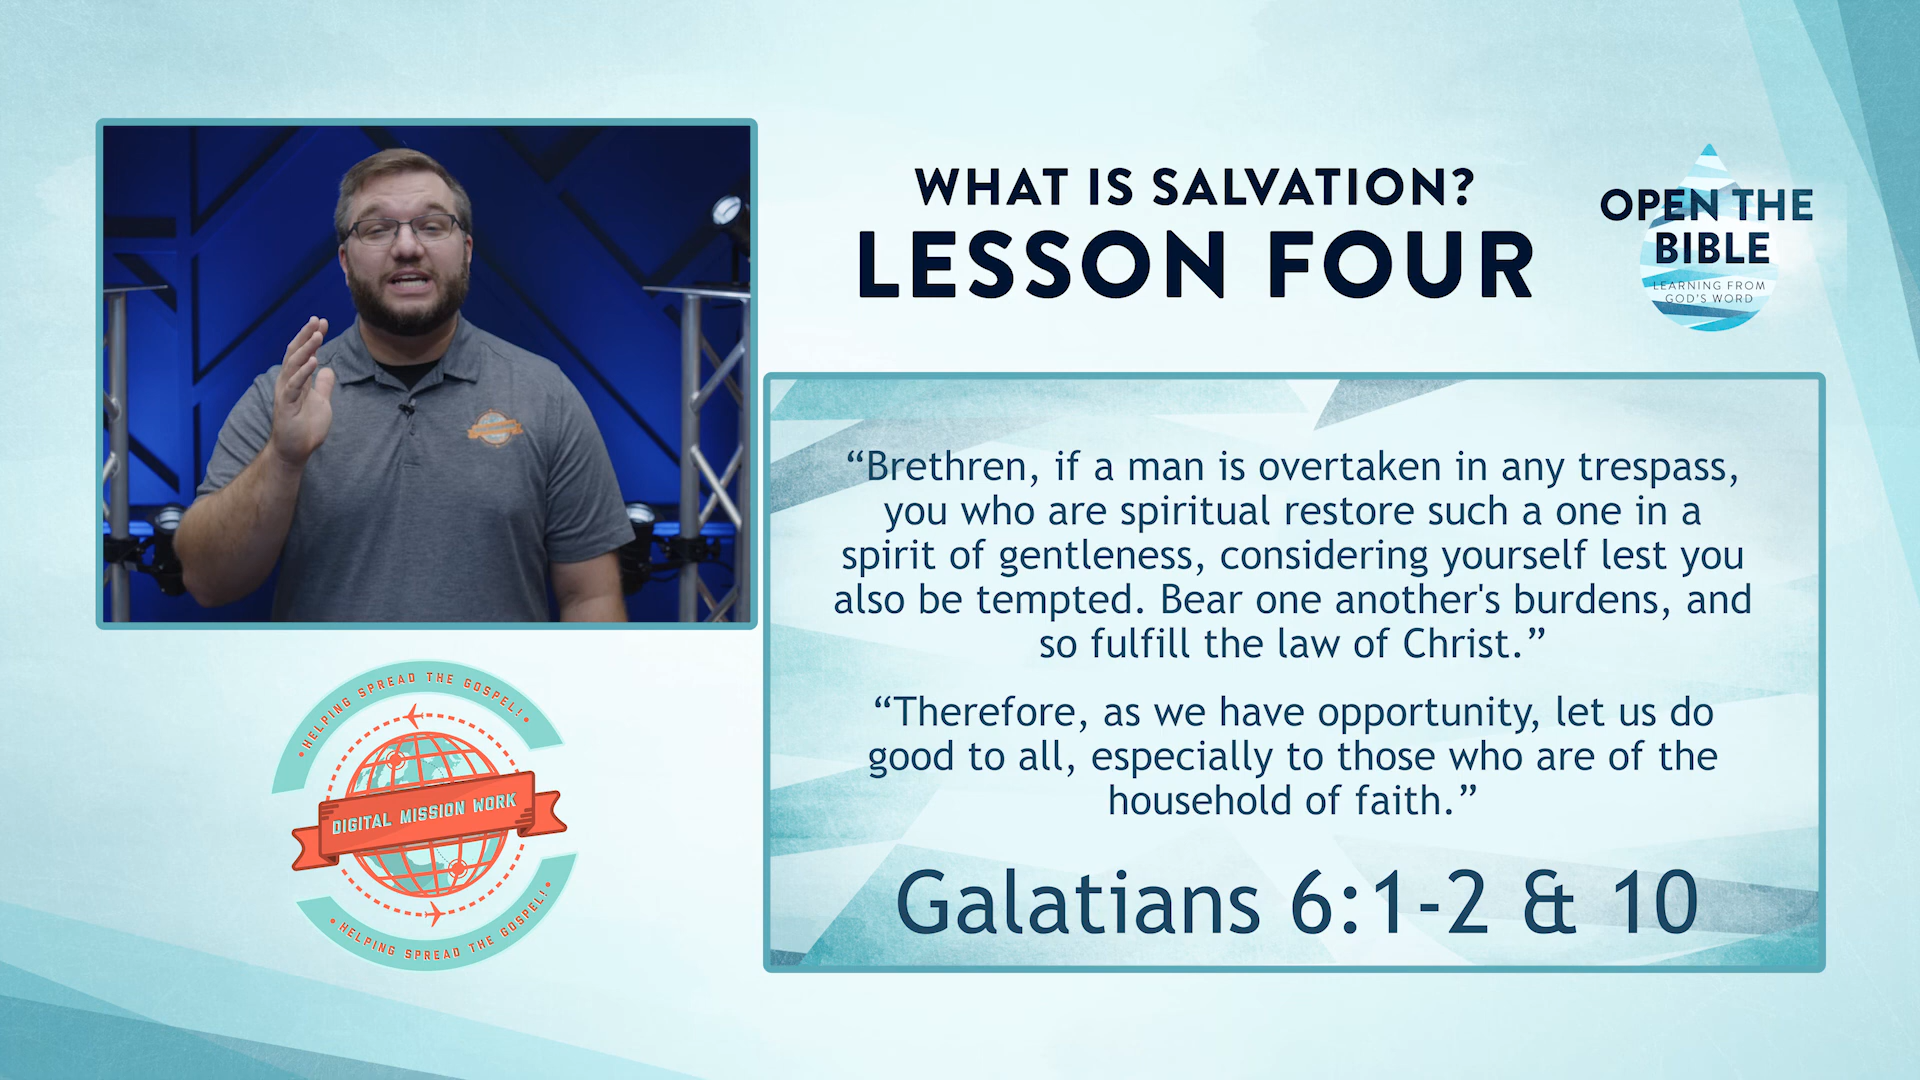 WHAT IS SALVATION?
LESSON FOUR
OPEN THE
BIBLE
LEARNING FROM
GOD'S WORD
“Brethren, if a man is overtaken in any trespass,
you who are spiritual restore such a one in a
spirit of gentleness, considering yourself lest you
also be tempted. Bear one another's burdens, and
so fulfill the law of Christ.”
“Therefore, as we have opportunity, let us do
good to all, especially to those who are of the
household of faith.”
Galatians 6:1-2 & 10
• HELPING SPREAD THE GOSPEL! •
DIGITAL MISSION WORK
• HELPING SPREAD THE GOSPEL! •